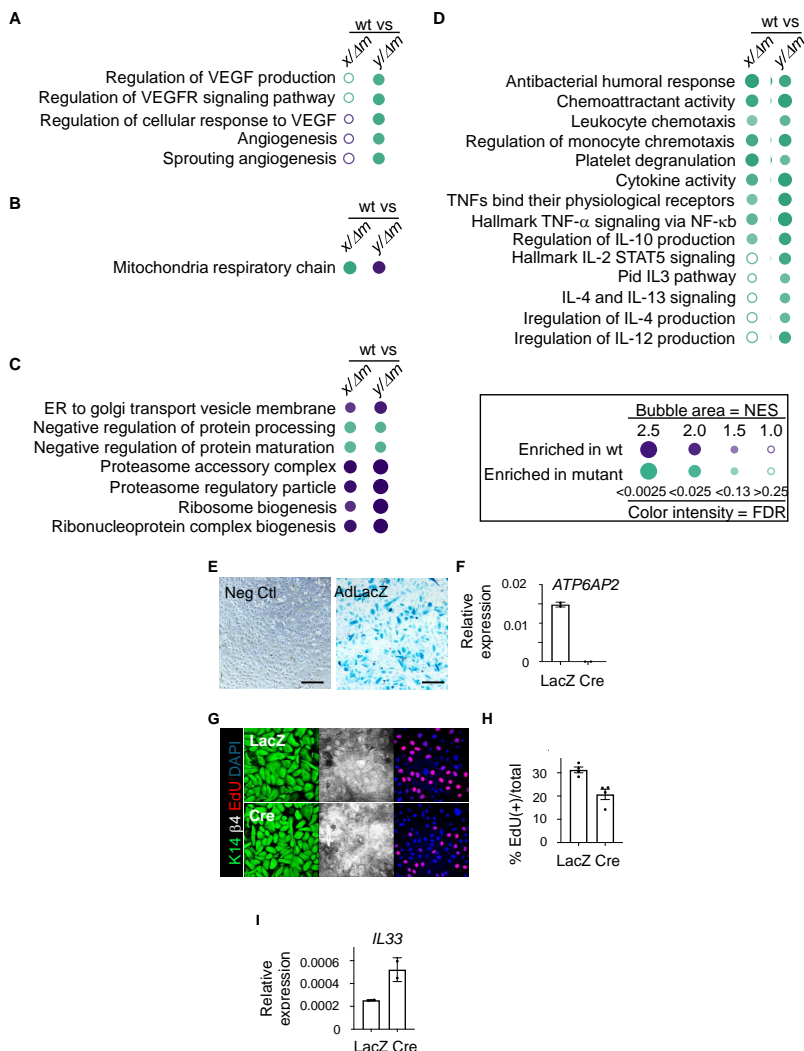 A
wt vs
x/Δm y/Δm
Regulation of VEGF production
Regulation of VEGFR signaling pathway
Regulation of cellular response to VEGF
Angiogenesis
Sprouting angiogenesis
B
wt vs
x/Δm y/Δm
Mitochondria respiratory chain
C
wt vs
x/Δm y/Δm
ER to golgi transport vesicle membrane
Negative regulation of protein processing
Negative regulation of protein maturation
Proteasome accessory complex
Proteasome regulatory particle
Ribosome biogenesis
Ribonucleoprotein complex biogenesis
D
wt vs
x/Δm y/Δm
Antibacterial humoral response
Chemoattractant activity
Leukocyte chemotaxis
Regulation of monocyte chremotaxis
Platelet degranulation
Cytokine activity
TNFs bind their physiological receptors
Hallmark TNF-α signaling via NF-κb
Regulation of IL-10 production
Hallmark IL-2 STAT5 signaling
Pid IL3 pathway
IL-4 and IL-13 signaling
Iregulation of IL-4 production
Iregulation of IL-12 production
Bubble area = NES
2.5 2.0 1.5 1.0
Enriched in wt
Enriched in mutant
<0.0025 <0.025 <0.13 >0.25
Color intensity = FDR
E
Neg Ctl
AdLacZ
F
ATP6AP2
Relative
expression
0.02
0.01
0
LacZ Cre
G
K14 β4 EdU DAPI
LacZ
Cre
H
% EdU(+)/total
30
20
10
0
LacZ Cre
I
IL33
Relative
expression
0.0006
0.0004
0.0002
0
LacZ Cre